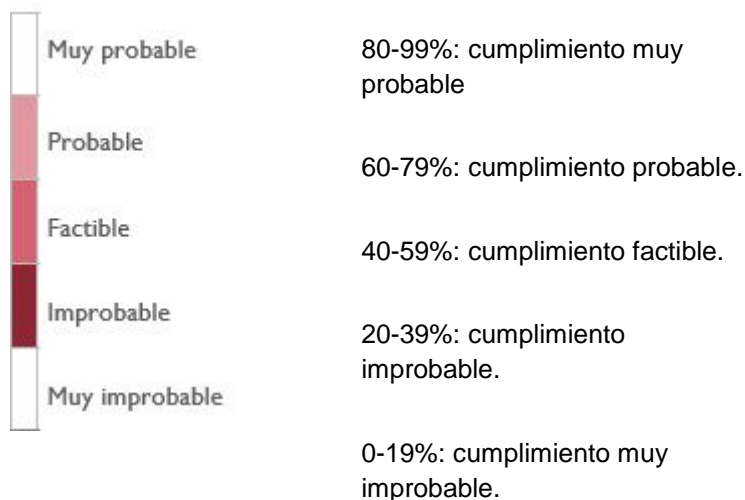 Muy probable
Probable
Factible
Improbable
Muy improbable
80-99%: cumplimiento muy
probable
60-79%: cumplimiento probable.
40-59%: cumplimiento factible.
20-39%: cumplimiento
improbable.
0-19%: cumplimiento muy
improbable.